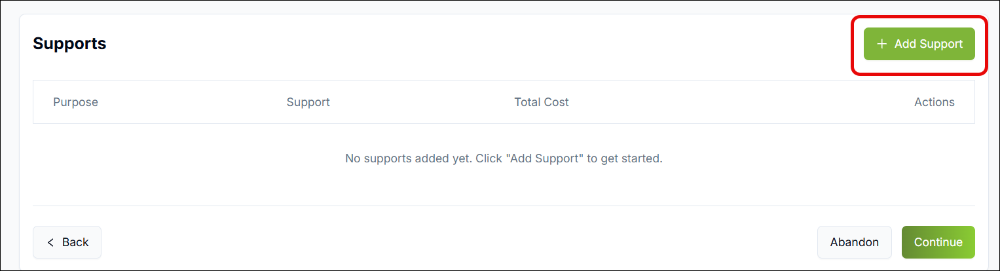 Supports
+ Add Support
Purpose Support Total Cost Actions
No supports added yet. Click "Add Support" to get started.
< Back Abandon Continue